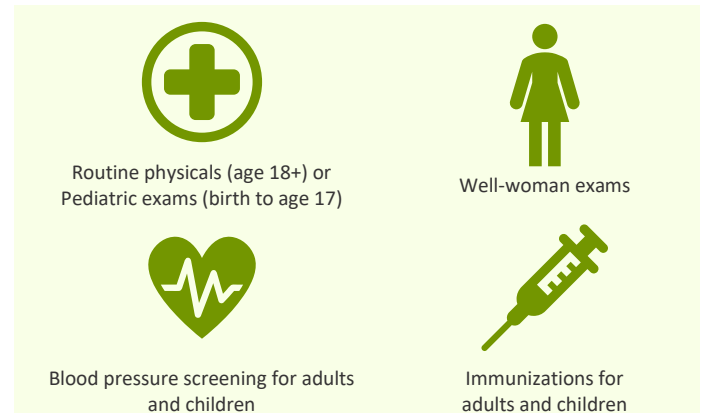 Routine physicals (age 18+) or
Pediatric exams (birth to age 17)
Well-woman exams
Blood pressure screening for adults
and children
Immunizations for
adults and children